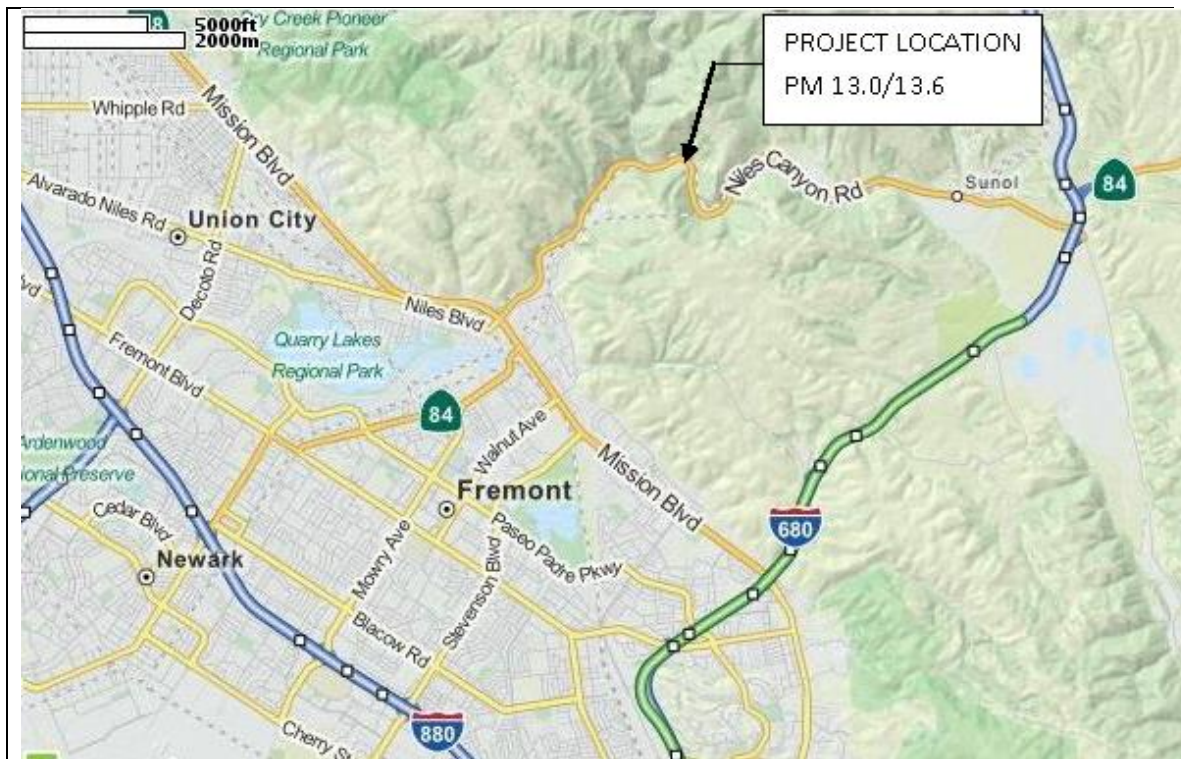 5000ft
2000m
Dry Creek Pioneer
Regional Park
PROJECT LOCATION
PM 13.0/13.6
Whipple Rd
Mission Blvd
Alvarado Niles Rd
Union City
Decoto Rd
Niles Canyon Rd
Sunol
84
Niles Blvd
Quarry Lakes
Regional Park
Fremont Blvd
84
Walnut Ave
Mission Blvd
Ardenwood
Cedar Blvd
Fremont
680
Newark
Mowry Ave
Stevenson Blvd
Paseo Padre Pkwy
Blacow Rd
880
Cherry